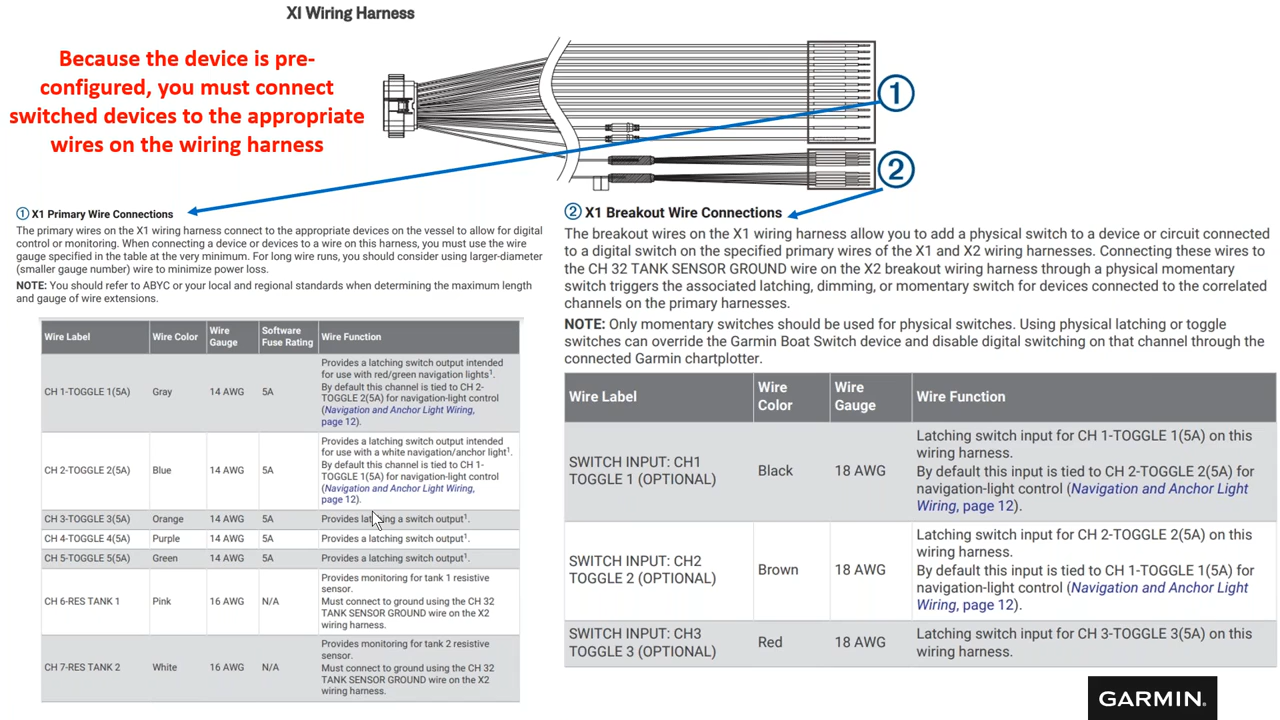 XI Wiring Harness
Because the device is pre-
configured, you must connect
switched devices to the appropriate
wires on the wiring harness
1
2
1 X1 Primary Wire Connections
The primary wires on the X1 wiring harness connect to the appropriate devices on the vessel to allow for digital
control or monitoring. When connecting a device or devices to a wire on this harness, you must use the wire
gauge specified in the table at the very minimum. For long wire runs, you should consider using larger-diameter
(smaller gauge number) wire to minimize power loss.
NOTE: You should refer to ABYC or your local and regional standards when determining the maximum length
and gauge of wire extensions.
Wire Label Wire Color Wire Gauge Software Fuse Rating Wire Function
CH 1-TOGGLE 1(5A) Gray 14 AWG 5A
Provides a latching switch output intended
for use with red/green navigation lights¹.
By default this channel is tied to CH 2-
TOGGLE 2(5A) for navigation-light control
(Navigation and Anchor Light Wiring,
page 12).
CH 2-TOGGLE 2(5A) Blue 14 AWG 5A
Provides a latching switch output intended
for use with a white navigation/anchor light¹.
By default this channel is tied to CH 1-
TOGGLE 1(5A) for navigation-light control
(Navigation and Anchor Light Wiring,
page 12).
CH 3-TOGGLE 3(5A) Orange 14 AWG 5A Provides latching a switch output¹.
CH 4-TOGGLE 4(5A) Purple 14 AWG 5A Provides a latching switch output¹.
CH 5-TOGGLE 5(5A) Green 14 AWG 5A Provides a latching switch output¹.
CH 6-RES TANK 1 Pink 16 AWG N/A
Provides monitoring for tank 1 resistive
sensor.
Must connect to ground using the CH 32
TANK SENSOR GROUND wire on the X2
wiring harness.
CH 7-RES TANK 2 White 16 AWG N/A
Provides monitoring for tank 2 resistive
sensor.
Must connect to ground using the CH 32
TANK SENSOR GROUND wire on the X2
wiring harness.
2 X1 Breakout Wire Connections
The breakout wires on the X1 wiring harness allow you to add a physical switch to a device or circuit connected
to a digital switch on the specified primary wires of the X1 and X2 wiring harnesses. Connecting these wires to
the CH 32 TANK SENSOR GROUND wire on the X2 breakout wiring harness through a physical momentary
switch triggers the associated latching, dimming, or momentary switch for devices connected to the correlated
channels on the primary harnesses.
NOTE: Only momentary switches should be used for physical switches. Using physical latching or toggle
switches can override the Garmin Boat Switch device and disable digital switching on that channel through the
connected Garmin chartplotter.
Wire Label Wire Color Wire Gauge Wire Function
SWITCH INPUT: CH1
TOGGLE 1 (OPTIONAL)
Black 18 AWG
Latching switch input for CH 1-TOGGLE 1(5A) on this
wiring harness.
By default this input is tied to CH 2-TOGGLE 2(5A) for
navigation-light control (Navigation and Anchor Light
Wiring, page 12).
SWITCH INPUT: CH2
TOGGLE 2 (OPTIONAL)
Brown 18 AWG
Latching switch input for CH 2-TOGGLE 2(5A) on this
wiring harness.
By default this input is tied to CH 1-TOGGLE 1(5A) for
navigation-light control (Navigation and Anchor Light
Wiring, page 12).
SWITCH INPUT: CH3
TOGGLE 3 (OPTIONAL)
Red 18 AWG
Latching switch input for CH 3-TOGGLE 3(5A) on this
wiring harness.
GARMIN.